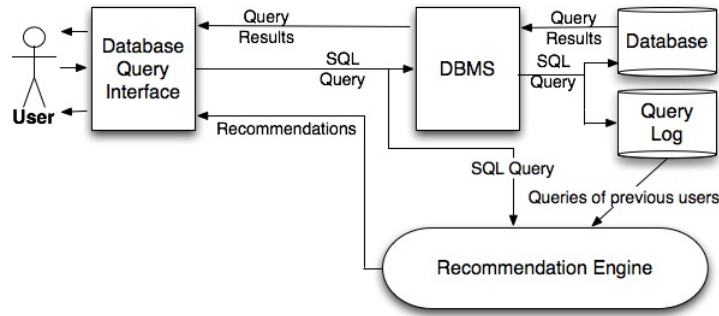 User
Database
Query
Interface
Query
Results
SQL
Query
Recommendations
DBMS
Query
Results
SQL
Query
Database
Query
Log
SQL Query
Queries of previous users
Recommendation Engine